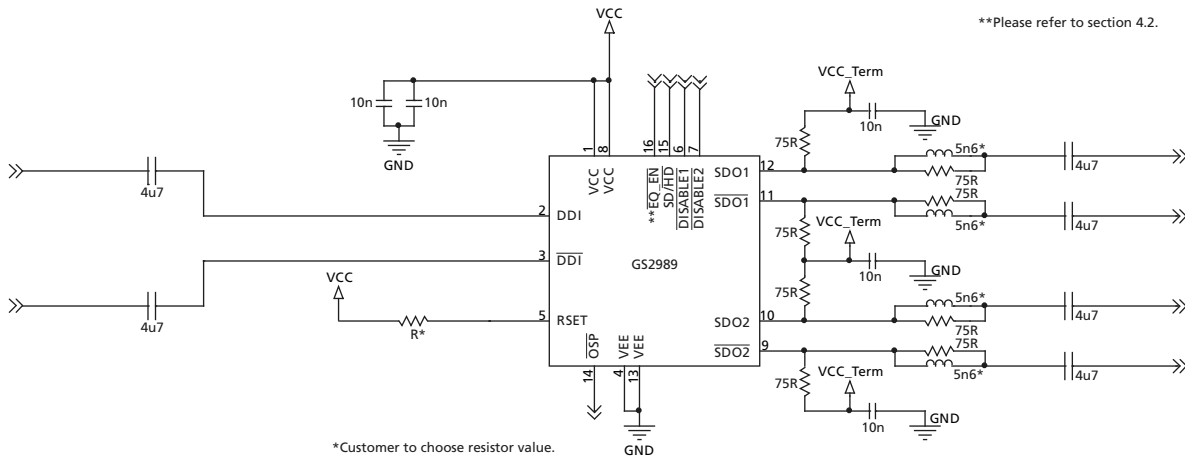 VCC
**Please refer to section 4.2.
VCC_Term
10n
10n
10n
GND
75R
GND
1
8
16
15
6
7
VCC
VCC
**EQ_EN
SD/HD
DISABLE1
DISABLE2
12
SDO1
5n6*
75R
4u7
4u7
11
SDO1
75R
5n6*
4u7
2
DDI
75R
VCC_Term
10n
GND
3
DDI
GS2989
75R
4u7
VCC
R*
5
RSET
10
SDO2
5n6*
75R
4u7
9
SDO2
75R
5n6*
4u7
OSP
VEE
VEE
14
4
13
75R
VCC_Term
10n
GND
GND
*Customer to choose resistor value.